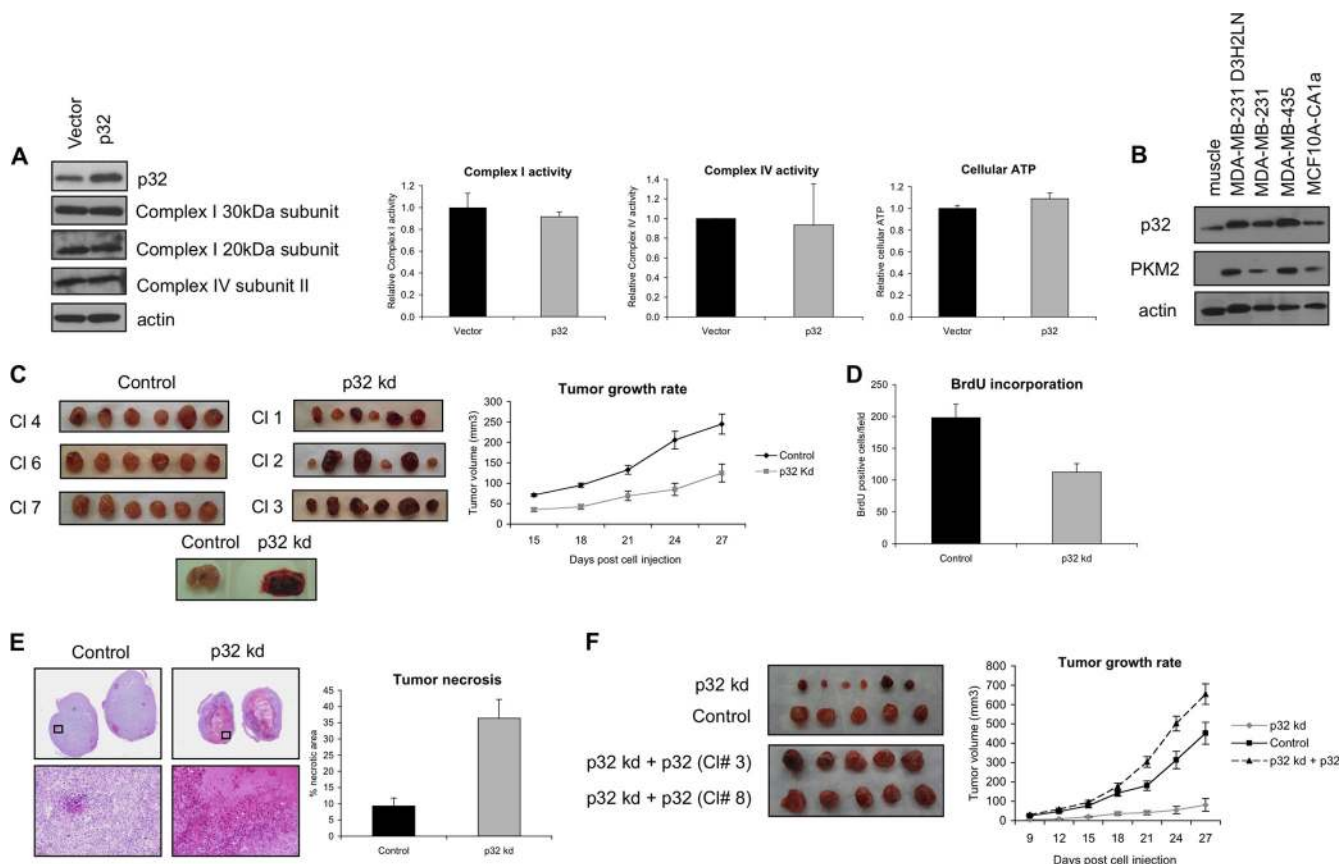 A
Vector
p32
p32
Complex I 30kDa subunit
Complex I 20kDa subunit
Complex IV subunit II
actin
Complex I activity
Relative Complex I activity
1.2
1.0
0.8
0.6
0.4
0.2
0.0
Vector
p32
Complex IV activity
Relative Complex IV activity
1.4
1.2
1.0
0.8
0.6
0.4
0.2
0.0
Vector
p32
Cellular ATP
Relative cellular ATP
1.2
1.0
0.8
0.6
0.4
0.2
0.0
Vector
p32
B
muscle
MDA-MB-231 D3H2LN
MDA-MB-231
MDA-MB-435
MCF10A-CA1a
p32
PKM2
actin
C
Control
p32 kd
Cl 4
Cl 6
Cl 7
Cl 1
Cl 2
Cl 3
Control
p32 kd
Tumor growth rate
Tumor volume (mm3)
300
250
200
150
100
50
0
15
18
21
24
27
Days post cell injection
Control
p32 Kd
D
BrdU incorporation
BrdU positive cells/field
250
200
150
100
50
0
Control
p32 kd
E
Control
p32 kd
Tumor necrosis
% necrotic area
45
40
35
30
25
20
15
10
5
0
Control
p32 kd
F
p32 kd
Control
p32 kd + p32 (Cl# 3)
p32 kd + p32 (Cl# 8)
Tumor growth rate
Tumor volume (mm3)
800
700
600
500
400
300
200
100
0
9
12
15
18
21
24
27
Days post cell injection
p32 kd
Control
p32 kd + p32